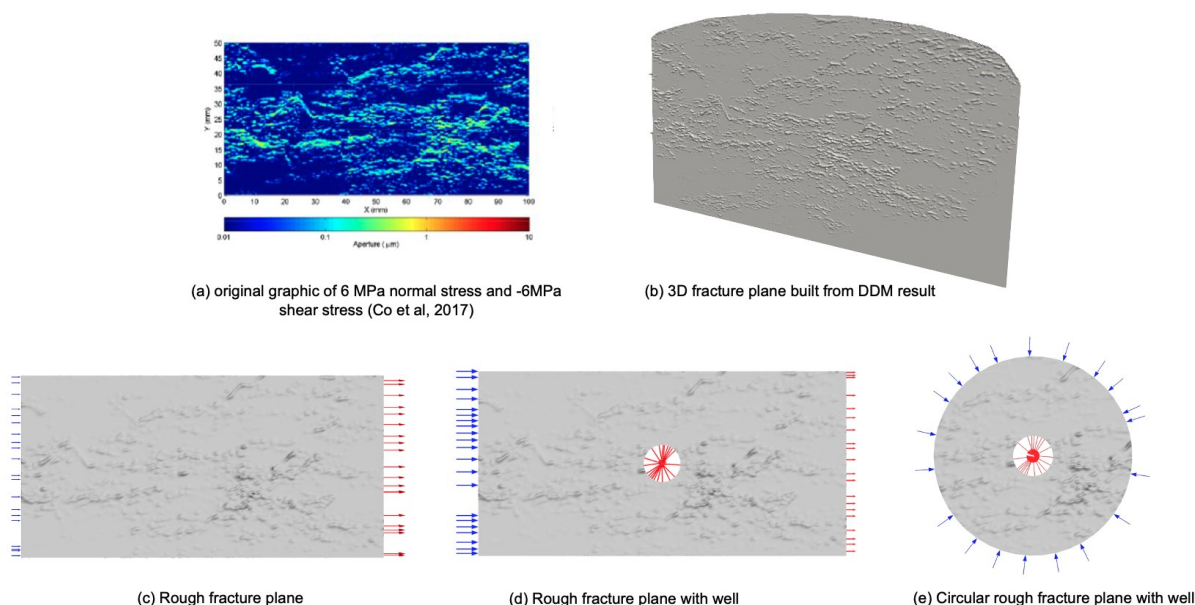 50
45
40
35
30
25
20
15
10
5
0
Y (mm)
0 10 20 30 40 50 60 70 80 90 100
X (mm)
0.01 0.1 1 10
Aperture (μm)
(a) original graphic of 6 MPa normal stress and -6MPa
shear stress (Co et al, 2017)
(b) 3D fracture plane built from DDM result
(c) Rough fracture plane
(d) Rough fracture plane with well
(e) Circular rough fracture plane with well